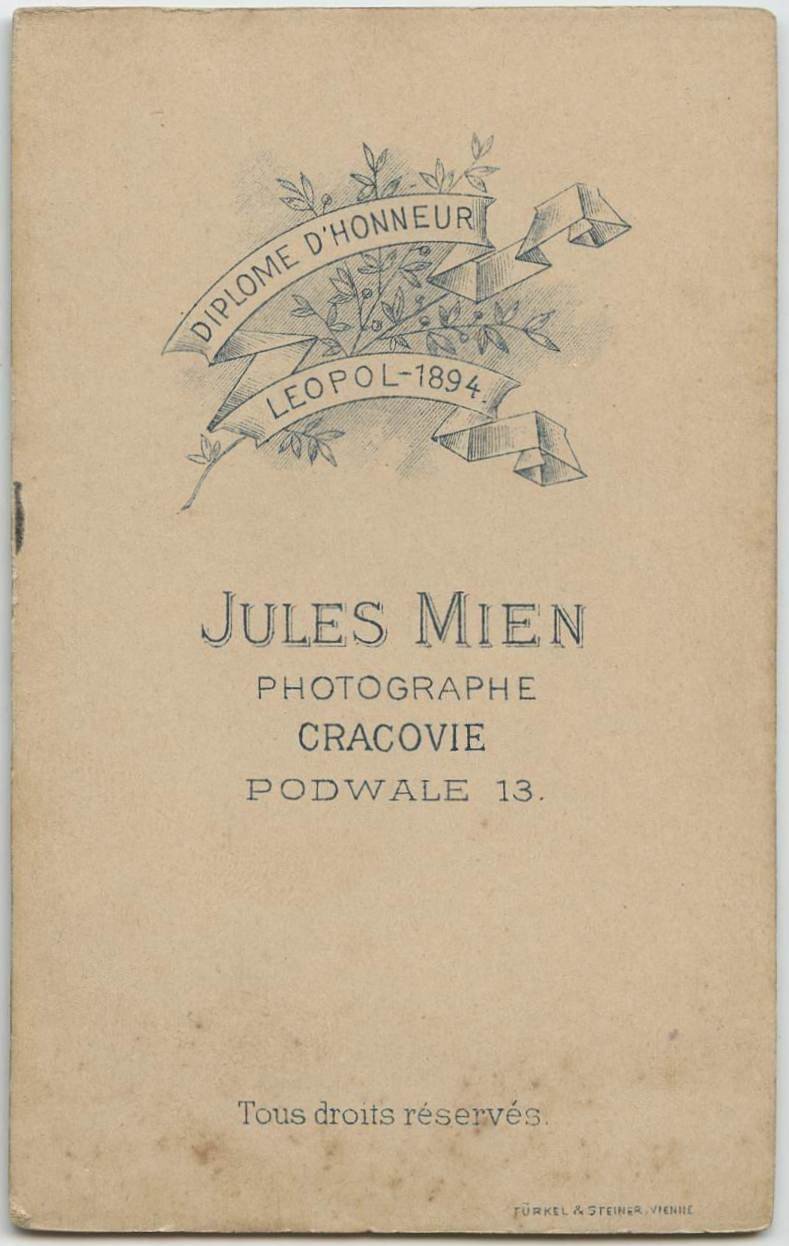 DIPLOME D'HONNEUR
LEOPOL-1894.
JULES MIEN
PHOTOGRAPHE
CRACOVIE
PODWALE 13.
Tous droits réservés.
TÜRKEL & STEINER, VIENNE